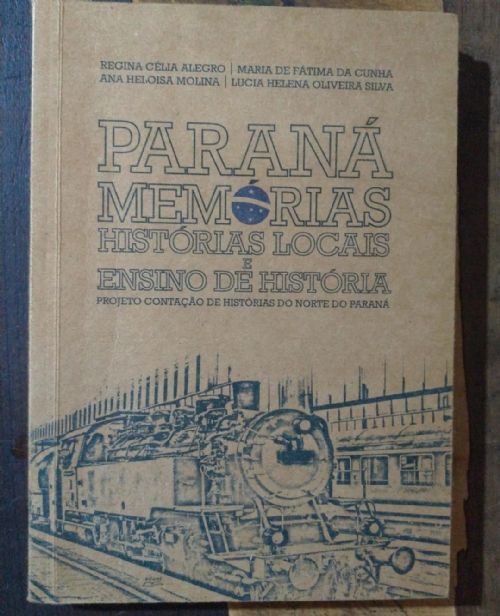 REGINA CÉLIA ALEGRO | MARIA DE FÁTIMA DA CUNHA
ANA HELOISA MOLINA | LUCIA HELENA OLIVEIRA SILVA
PARANÁ
MEMÓRIAS
HISTÓRIAS LOCAIS
E
ENSINO DE HISTÓRIA
PROJETO CONTAÇÃO DE HISTÓRIAS DO NORTE DO PARANÁ